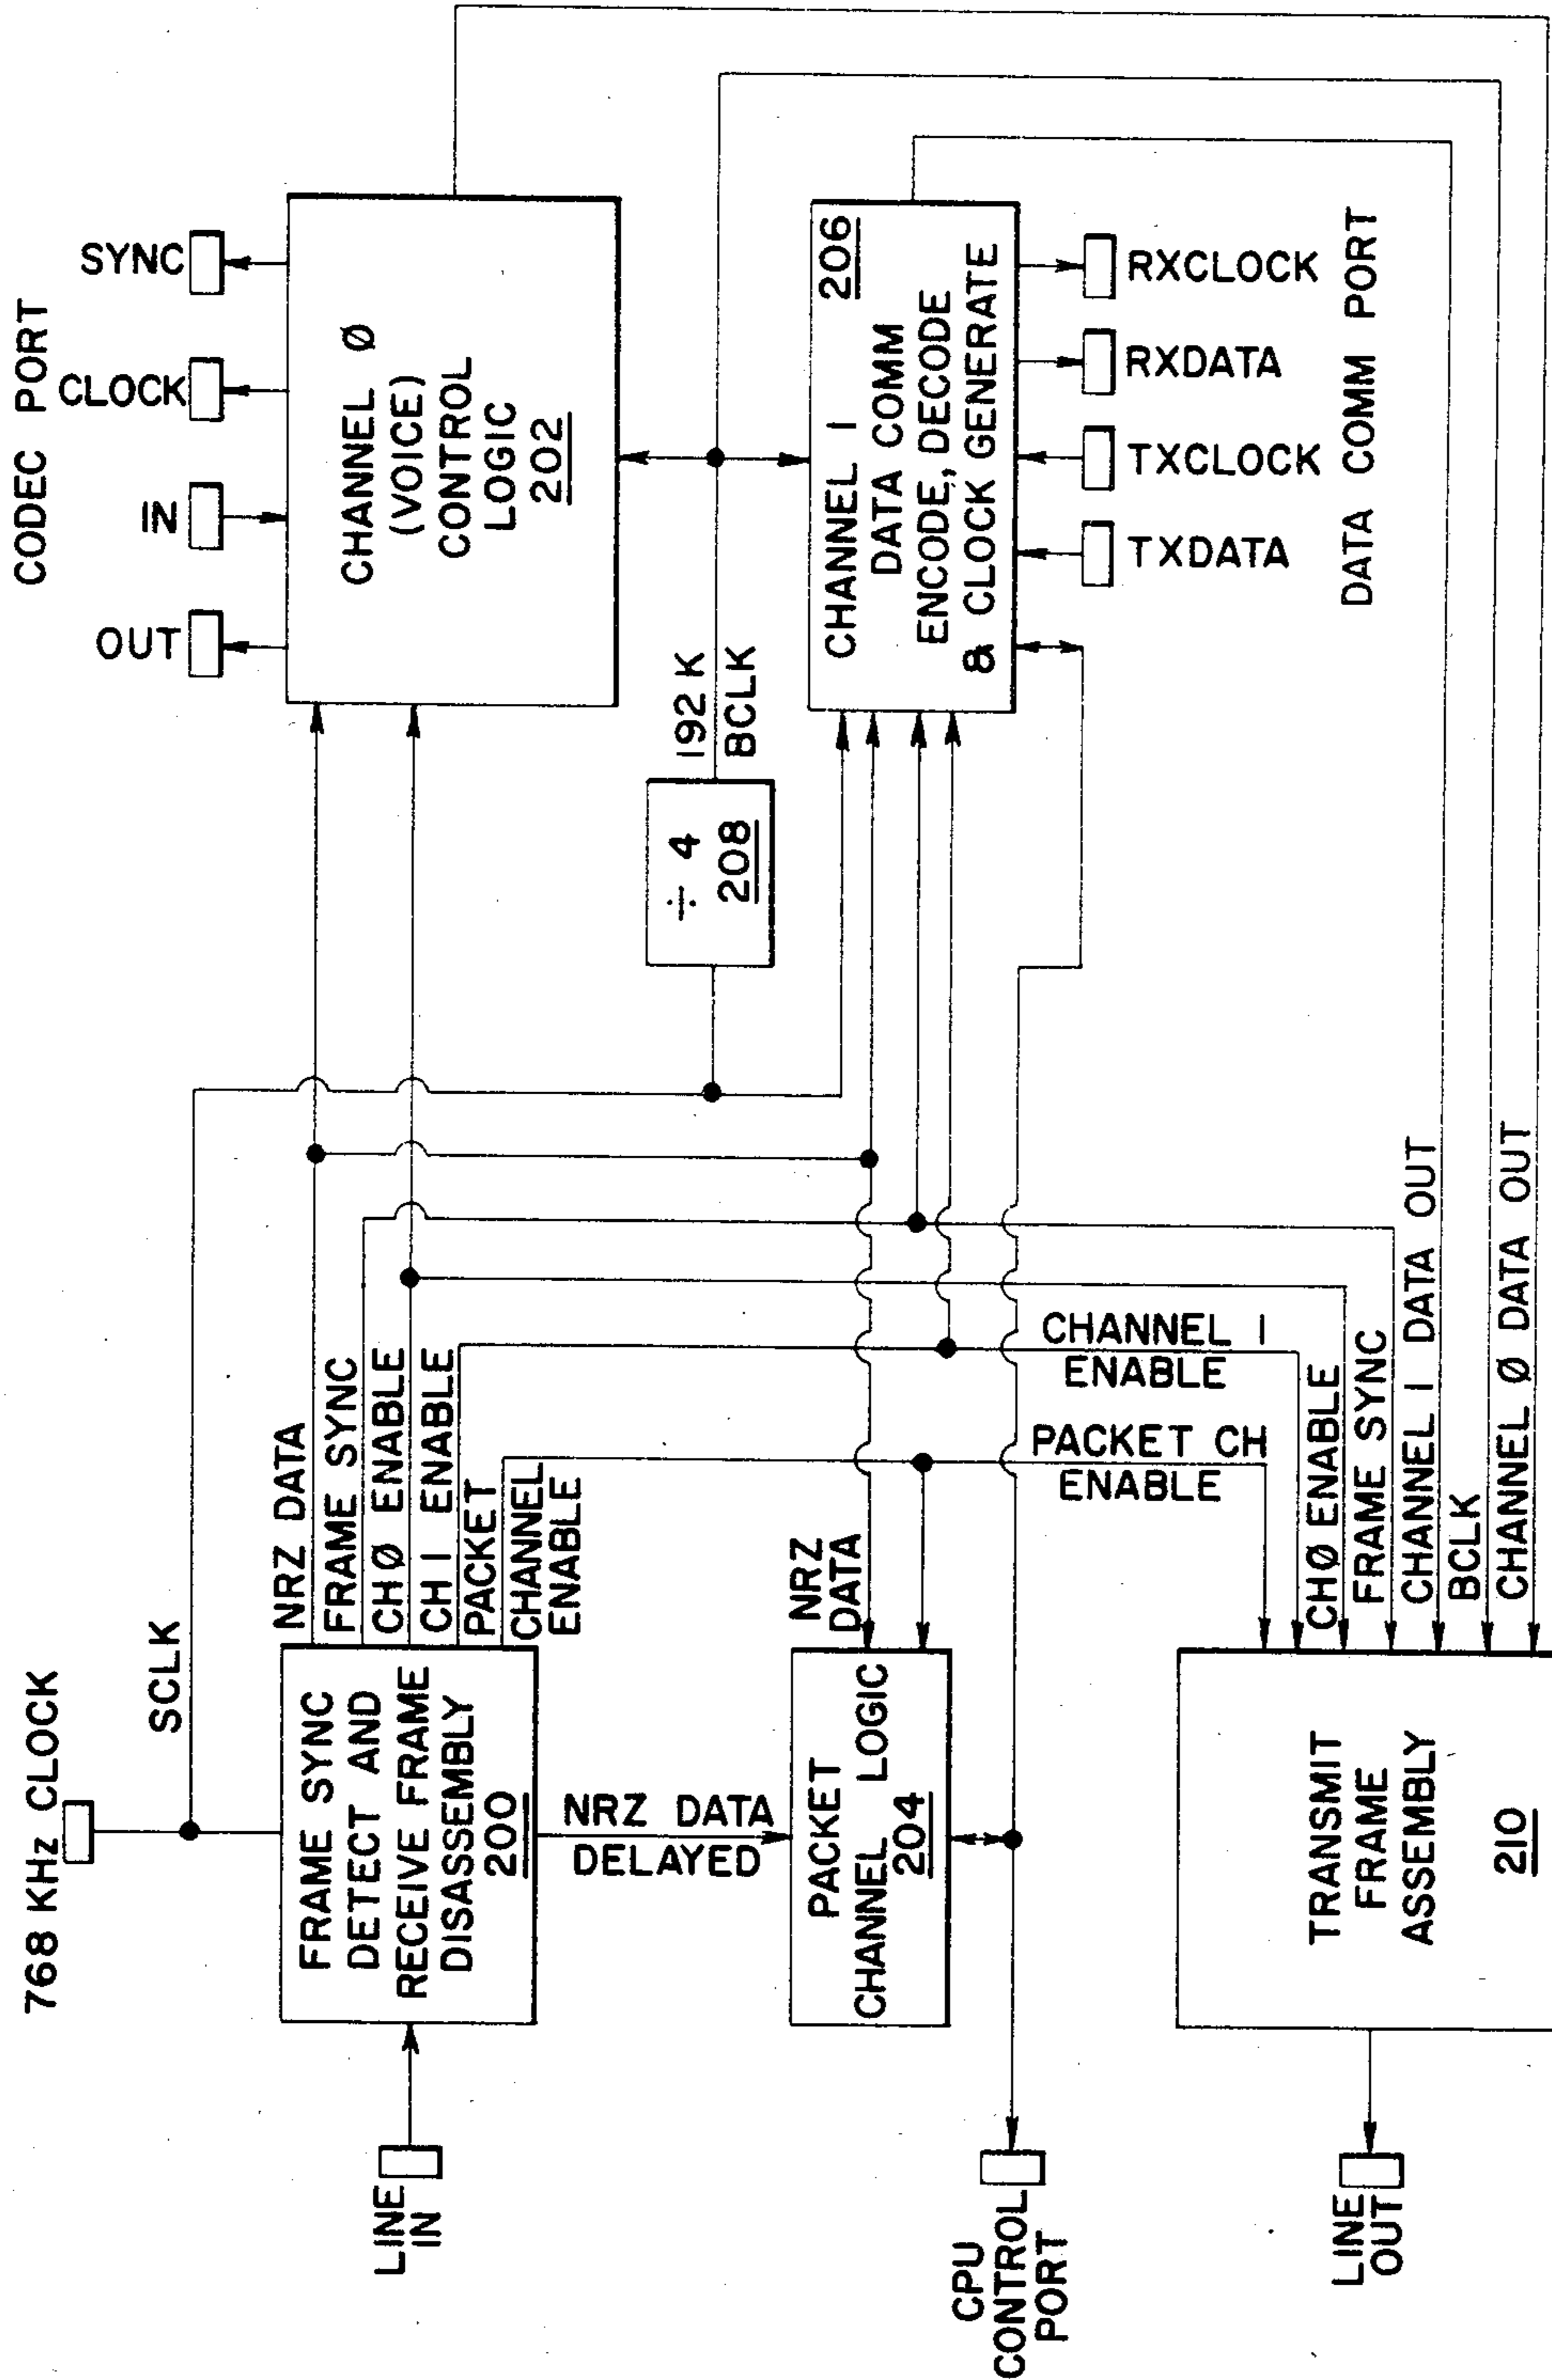 CODEC PORT
OUT
IN
CLOCK
SYNC
768 KHz CLOCK
SCLK
LINE
IN
FRAME SYNC
DETECT AND
RECEIVE FRAME
DISASSEMBLY
200
NRZ DATA
FRAME SYNC
CHØ ENABLE
CH 1 ENABLE
PACKET
CHANNEL
ENABLE
CHANNEL Ø
(VOICE)
CONTROL
LOGIC
202
÷ 4
208
192 K
BCLK
NRZ DATA
DELAYED
PACKET
CHANNEL LOGIC
204
NRZ
DATA
CHANNEL 1
DATA COMM
ENCODE, DECODE
& CLOCK GENERATE
206
TXDATA
TXCLOCK
RXDATA
RXCLOCK
DATA COMM PORT
CPU
CONTROL
PORT
CHANNEL 1
ENABLE
PACKET CH
ENABLE
CHØ ENABLE
FRAME SYNC
CHANNEL 1 DATA OUT
BCLK
CHANNEL Ø DATA OUT
TRANSMIT
FRAME
ASSEMBLY
210
LINE
OUT